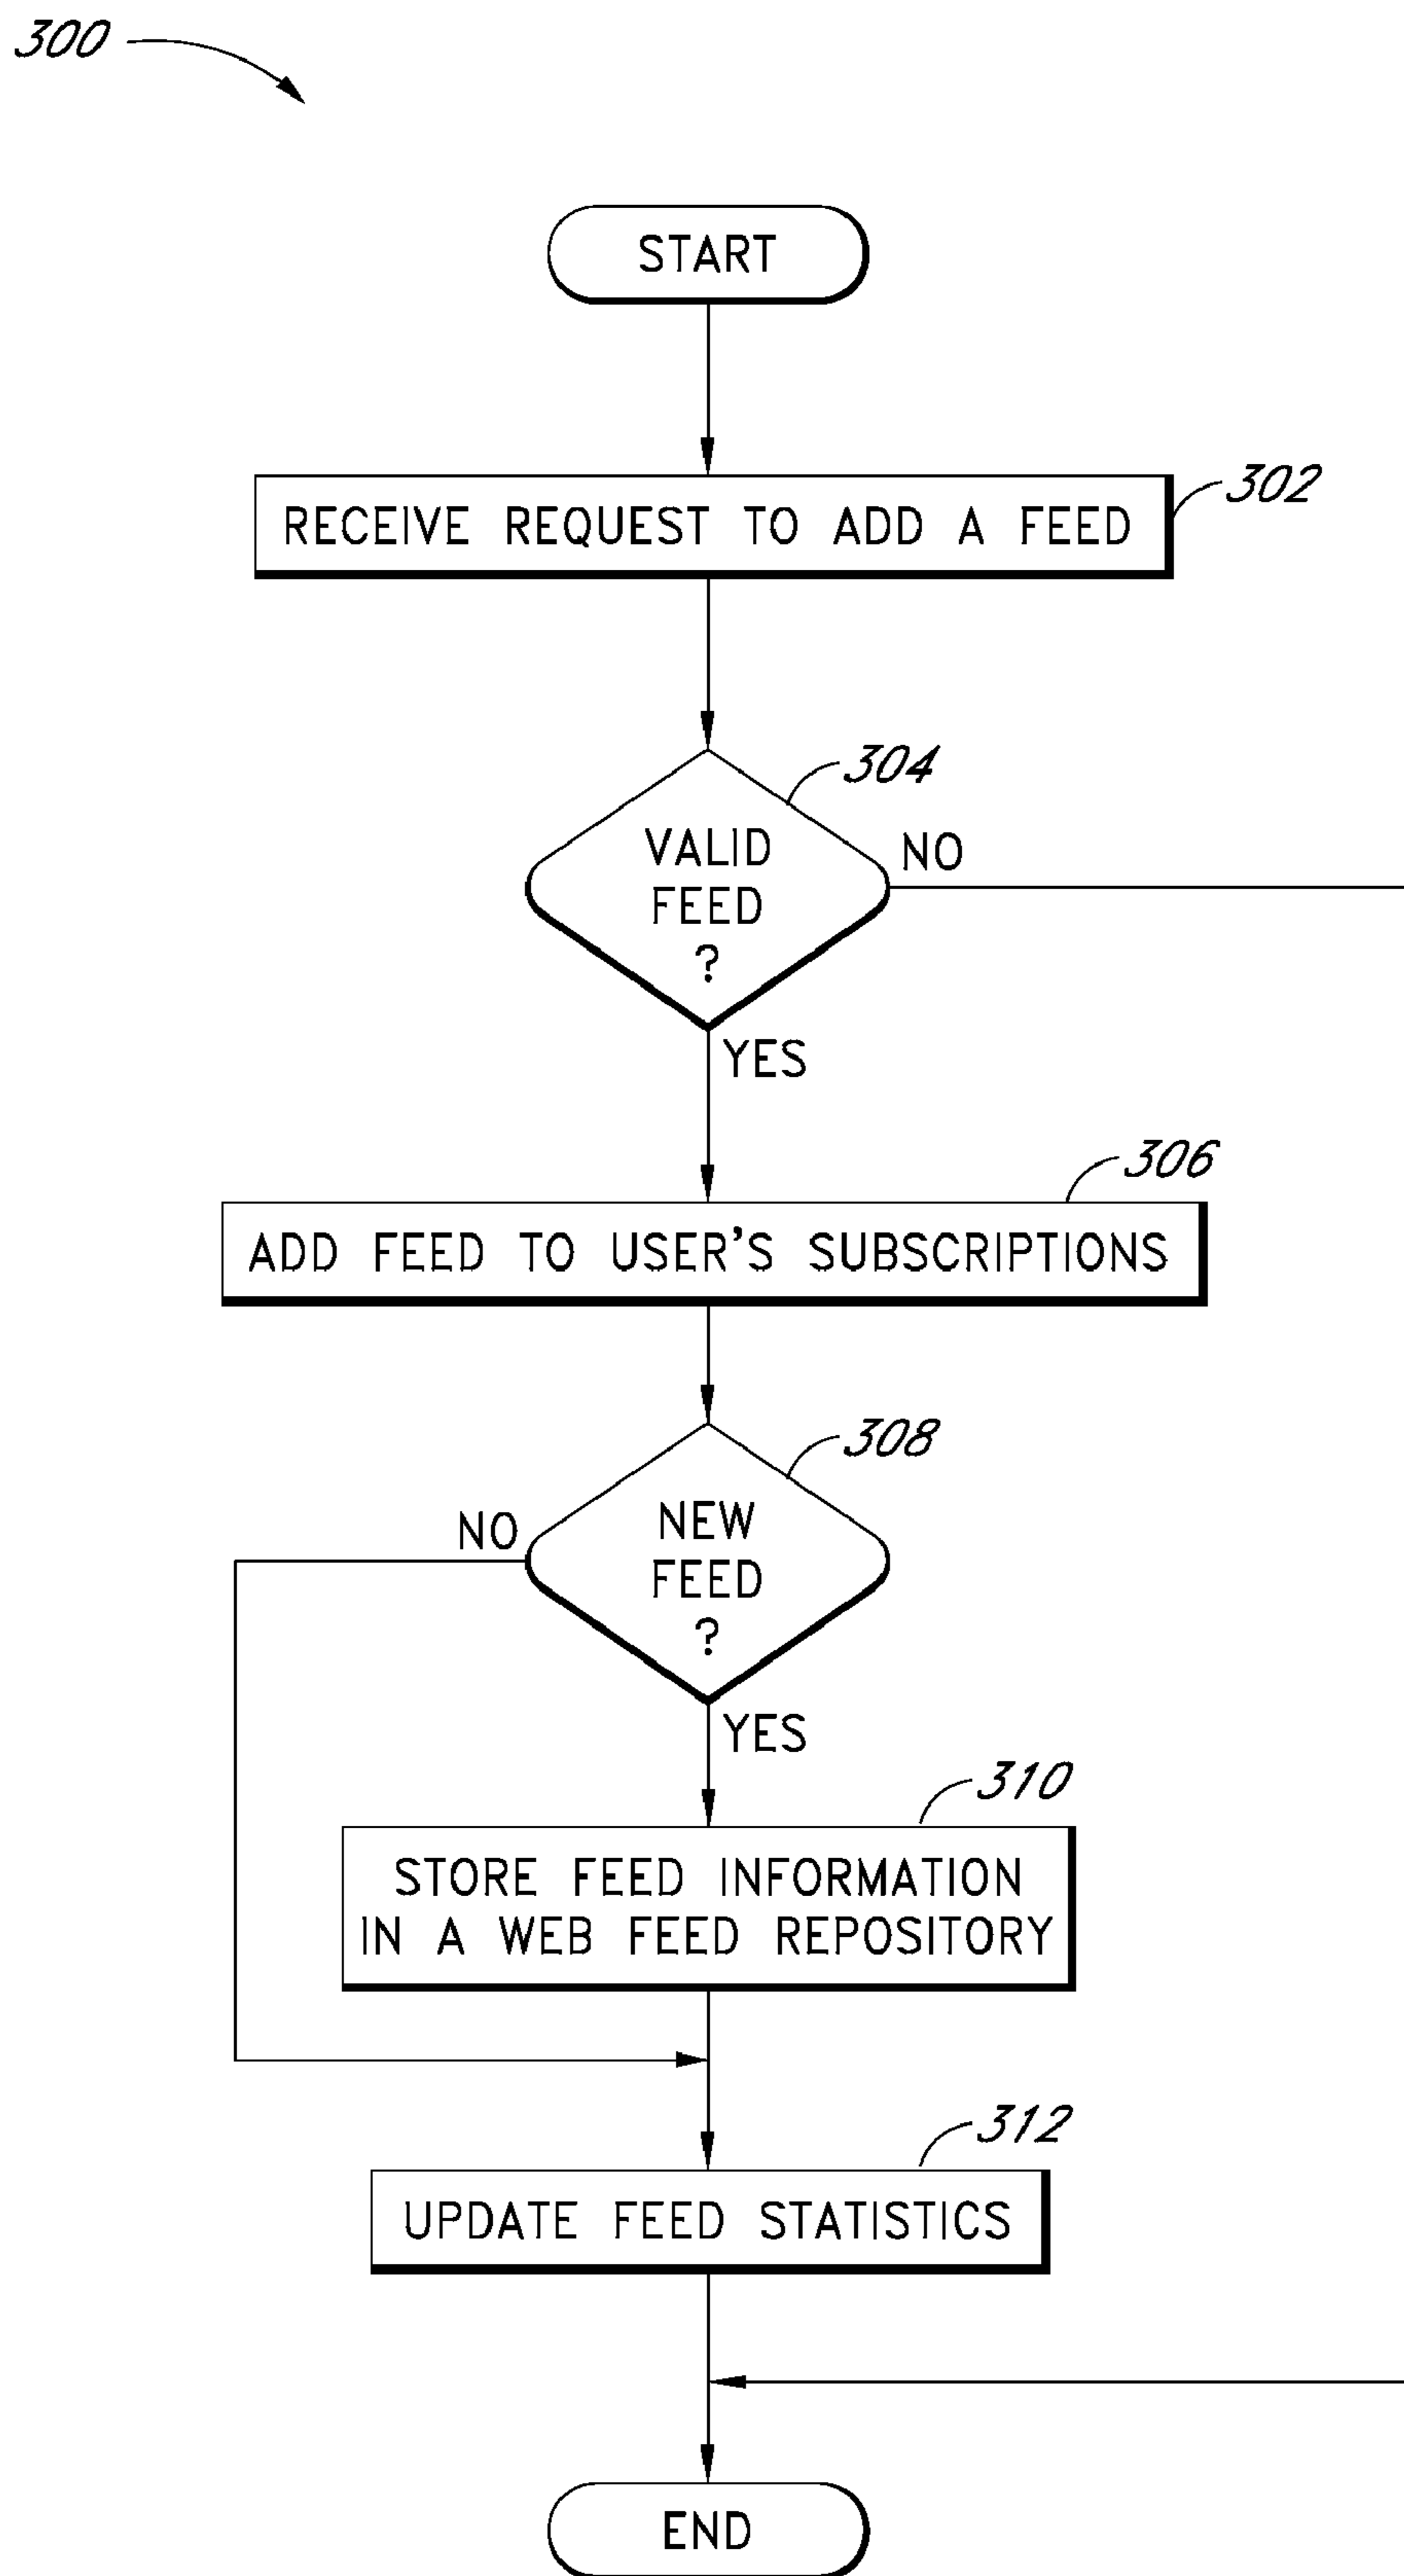 300
START
RECEIVE REQUEST TO ADD A FEED
302
304
VALID
FEED
?
NO
YES
306
ADD FEED TO USER'S SUBSCRIPTIONS
308
NO
NEW
FEED
?
YES
310
STORE FEED INFORMATION
IN A WEB FEED REPOSITORY
312
UPDATE FEED STATISTICS
END